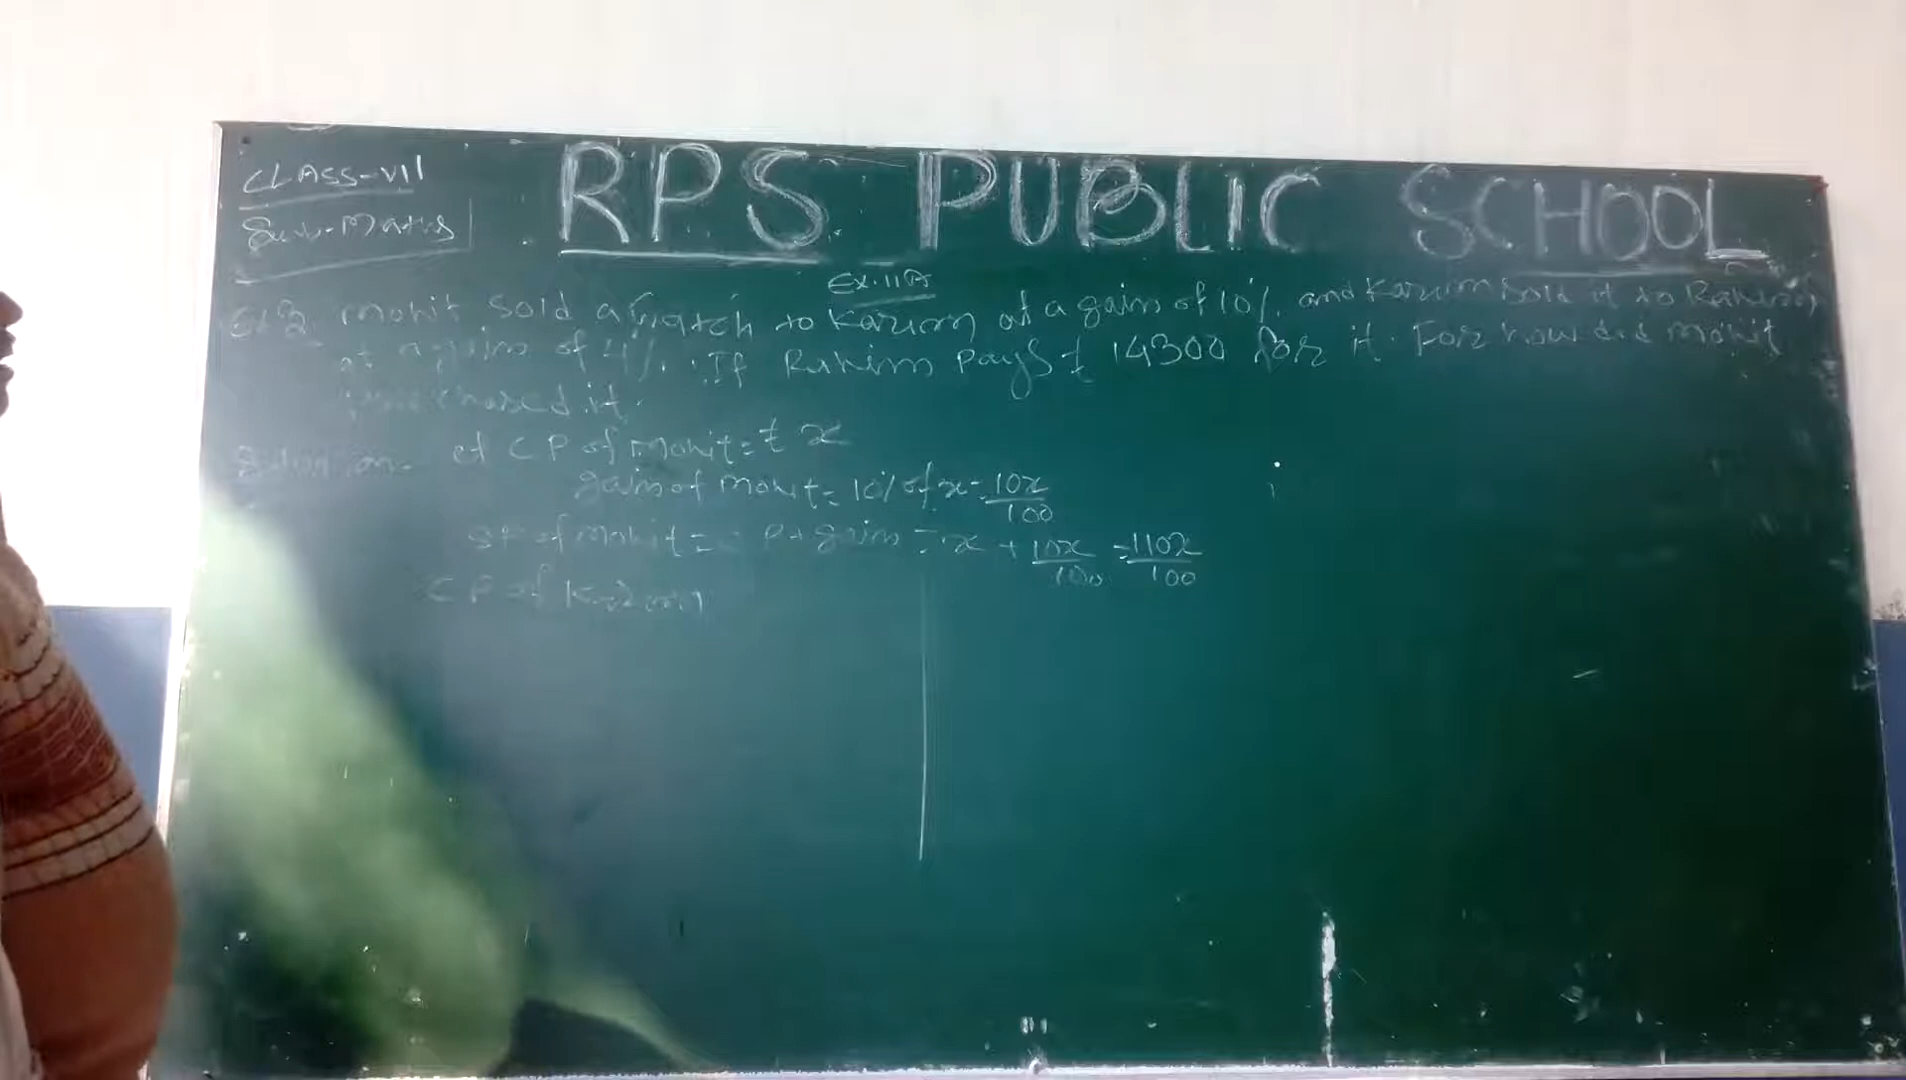 CLASS-VII
RPS PUBLIC SCHOOL
Sub-Maths
Ex.11A
mohit sold a watch to Karim at a gain of 10%. and Karim sold it to Rahim
at a gain of 4%. If Rahim pays ₹ 14300 for it. For how did mohit
purchased it.
Solution- et CP of mohit = ₹ x
gain of mohit = 10% of x = 10x/100
SP of mohit = CP + gain = x + 10x/100 = 110x/100
CP of Karim